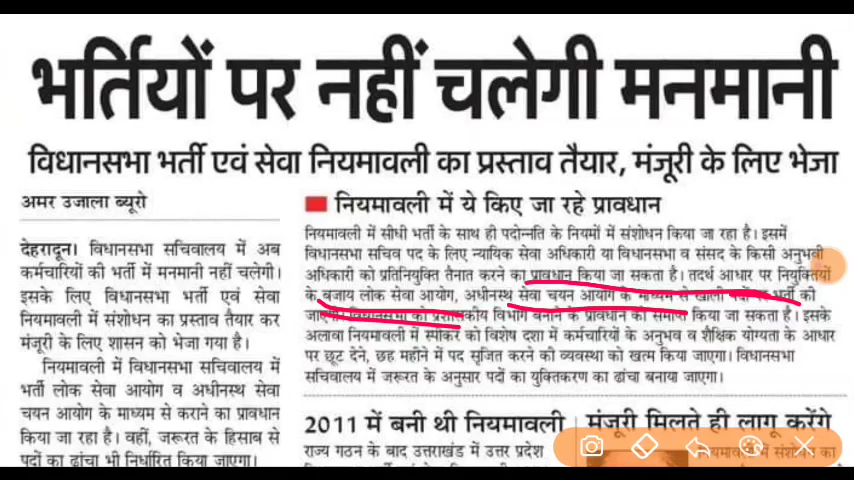 भर्तियों पर नहीं चलेगी मनमानी
विधानसभा भर्ती एवं सेवा नियमावली का प्रस्ताव तैयार, मंजूरी के लिए भेजा
अमर उजाला ब्यूरो
देहरादून। विधानसभा सचिवालय में अब
कर्मचारियों की भर्ती में मनमानी नहीं चलेगी।
इसके लिए विधानसभा भर्ती एवं सेवा
नियमावली में संशोधन का प्रस्ताव तैयार कर
मंजूरी के लिए शासन को भेजा गया है।
नियमावली में विधानसभा सचिवालय में
भर्ती लोक सेवा आयोग व अधीनस्थ सेवा
चयन आयोग के माध्यम से कराने का प्रावधान
किया जा रहा है। वहीं, जरूरत के हिसाब से
पदों का ढांचा भी निर्धारित किया जाएगा।
नियमावली में ये किए जा रहे प्रावधान
नियमावली में सीधी भर्ती के साथ ही पदोन्नति के नियमों में संशोधन किया जा रहा है। इसमें
विधानसभा सचिव पद के लिए न्यायिक सेवा अधिकारी या विधानसभा व संसद के किसी अनुभवी
अधिकारी को प्रतिनियुक्ति तैनात करने का प्रावधान किया जा सकता है। तदर्थ आधार पर नियुक्तियों
के बजाय लोक सेवा आयोग, अधीनस्थ सेवा चयन आयोग के माध्यम से खाली पदों पर भर्ती की
जाएगी। विधानसभा को प्रशासकीय विभाग बनाने के प्रावधान को समाप्त किया जा सकता है। इसके
अलावा नियमावली में स्पीकर को विशेष दशा में कर्मचारियों के अनुभव व शैक्षिक योग्यता के आधार
पर छूट देने, छह महीने में पद सृजित करने की व्यवस्था को खत्म किया जाएगा। विधानसभा
सचिवालय में जरूरत के अनुसार पदों का युक्तिकरण का ढांचा बनाया जाएगा।
2011 में बनी थी नियमावली
राज्य गठन के बाद उत्तराखंड में उत्तर प्रदेश
मंजूरी मिलते ही लागू करेंगे